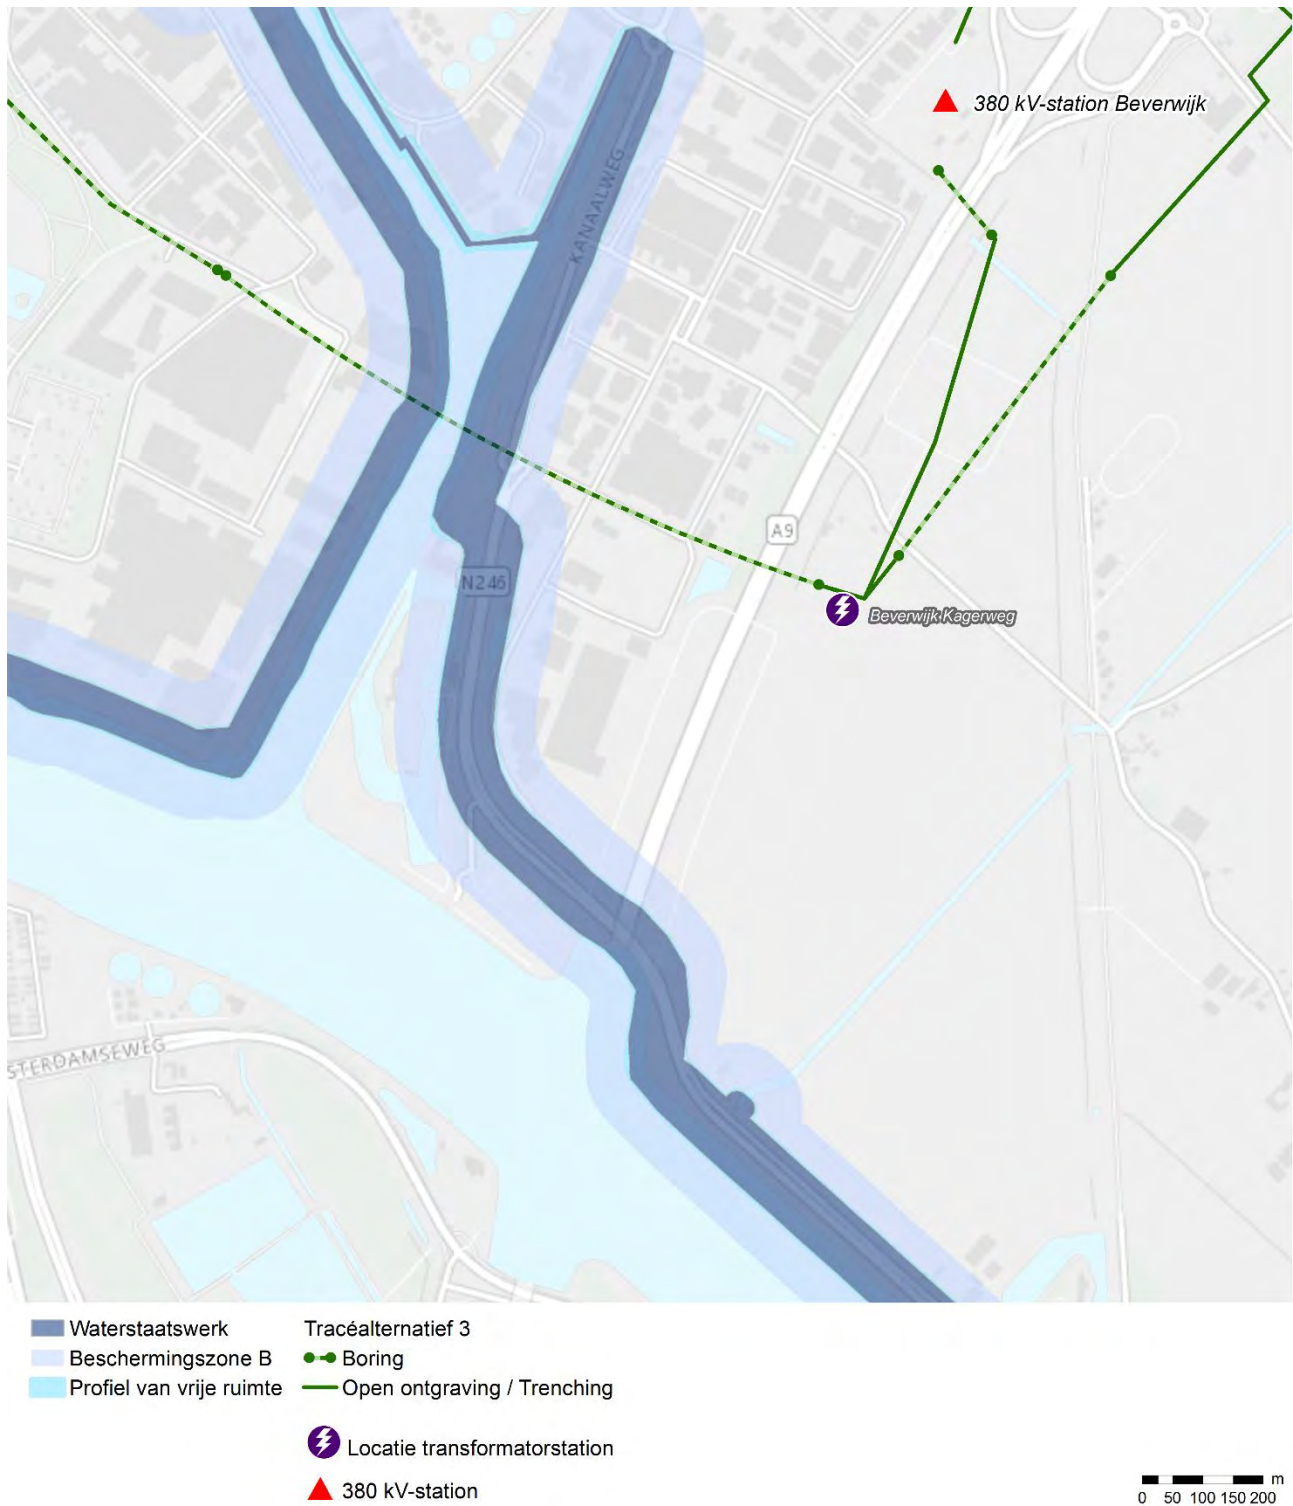 380 kV-station Beverwijk
KANAALWEG
A9
N246
Beverwijk Kagerweg
STERDAMSEWEG
Waterstaatswerk
Beschermingszone B
Profiel van vrije ruimte
Tracéalternatief 3
Boring
Open ontgraving / Trenching
Locatie transformatorstation
380 kV-station
m
0 50 100 150 200